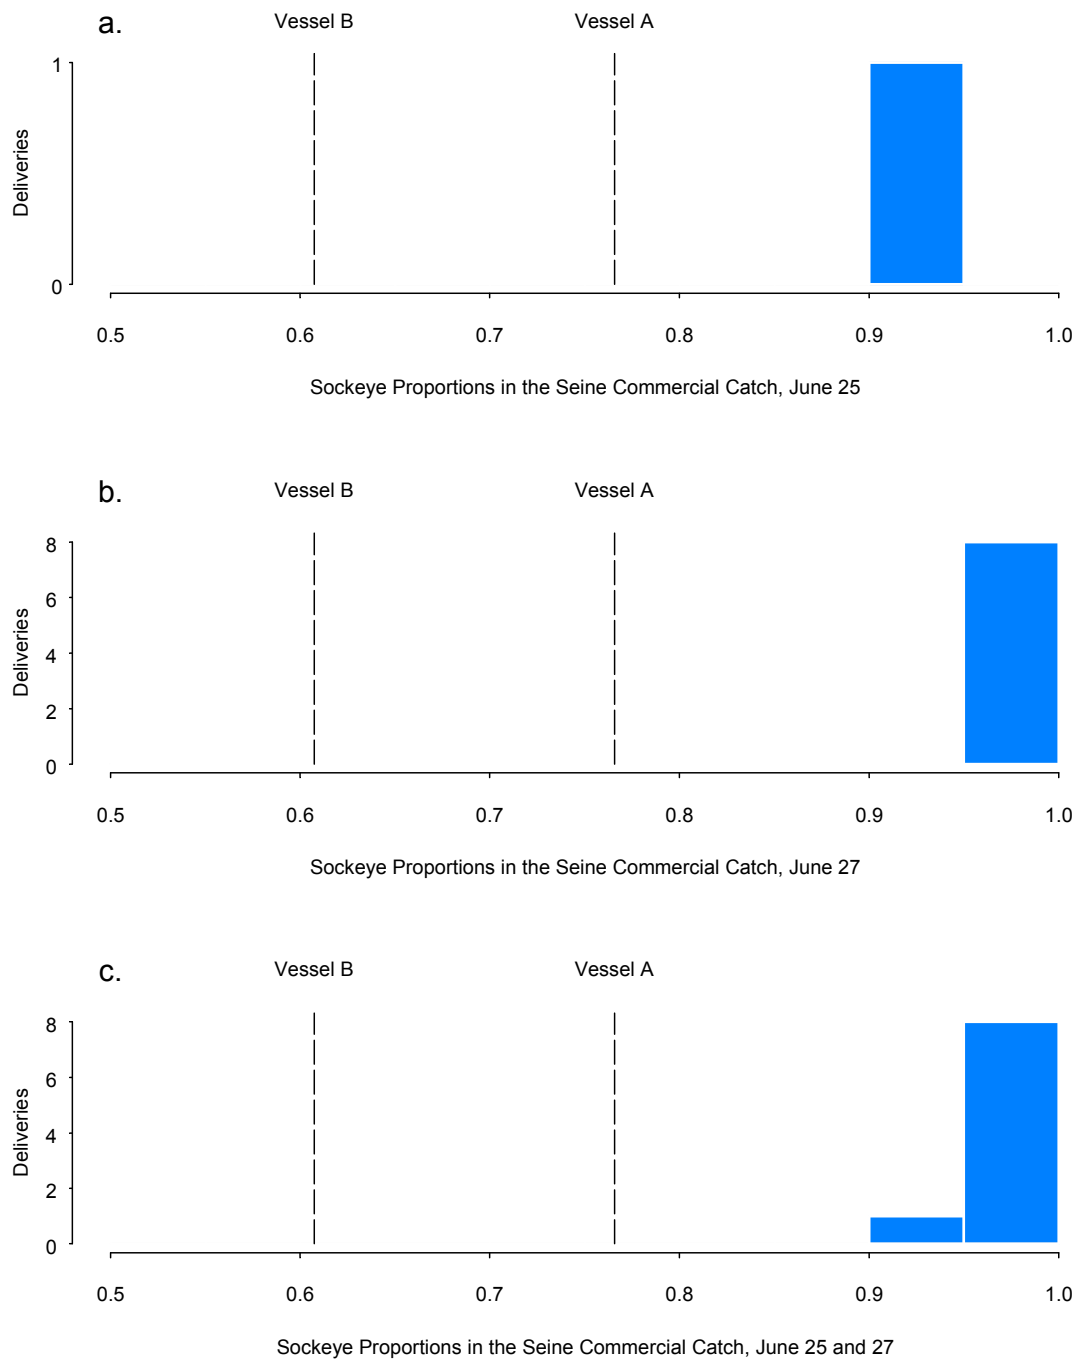 a.
Vessel B
Vessel A
1
0
Deliveries
0.5 0.6 0.7 0.8 0.9 1.0
Sockeye Proportions in the Seine Commercial Catch, June 25
b.
Vessel B
Vessel A
8
6
4
2
0
Deliveries
0.5 0.6 0.7 0.8 0.9 1.0
Sockeye Proportions in the Seine Commercial Catch, June 27
c.
Vessel B
Vessel A
8
6
4
2
0
Deliveries
0.5 0.6 0.7 0.8 0.9 1.0
Sockeye Proportions in the Seine Commercial Catch, June 25 and 27